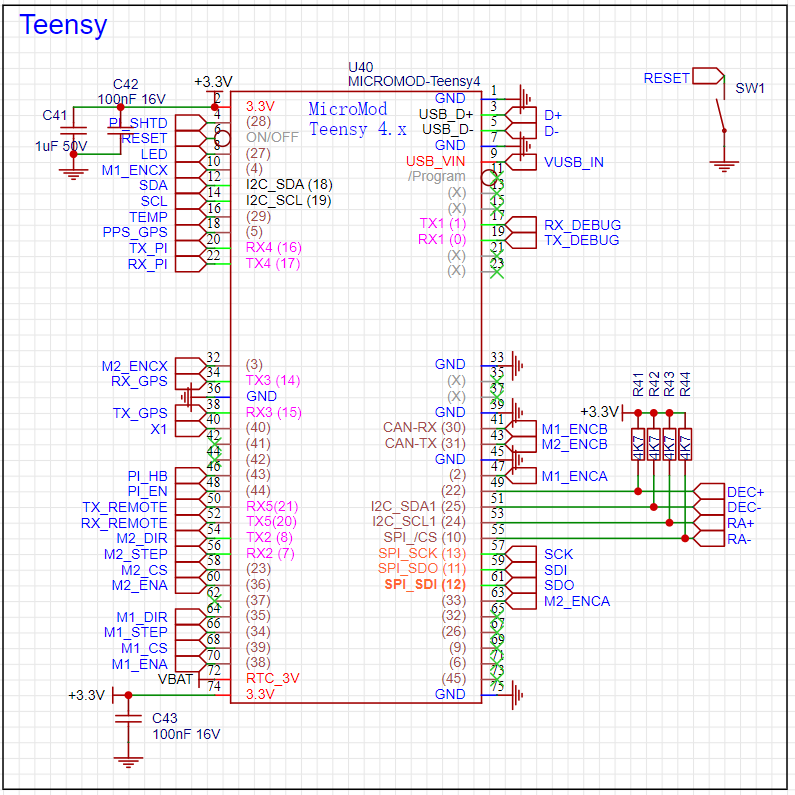 Teensy
U40
MICROMOD-Teensy4
MicroMod
Teensy 4.x
+3.3V
C42
100nF 16V
C41
1uF 50V
2 3.3V
PI_SHTD 4 (28)
RESET 6 ON/OFF
LED 8 (27)
M1_ENCX 10 (4)
SDA 12 I2C_SDA (18)
SCL 14 I2C_SCL (19)
TEMP 16 (29)
PPS_GPS 18 (5)
TX_PI 20 RX4 (16)
RX_PI 22 TX4 (17)
M2_ENCX 32 (3)
RX_GPS 34 TX3 (14)
36 GND
TX_GPS 38 RX3 (15)
X1 40 (40)
42 (41)
44 (42)
PI_HB 46 (43)
PI_EN 48 (44)
TX_REMOTE 50 RX5(21)
RX_REMOTE 52 TX5(20)
M2_DIR 54 TX2 (8)
M2_STEP 56 RX2 (7)
M2_CS 58 (23)
M2_ENA 60 (36)
62 (37)
M1_DIR 64 (35)
M1_STEP 66 (34)
M1_CS 68 (39)
M1_ENA 70 (38)
VBAT 72 RTC_3V
+3.3V 74 3.3V
C43
100nF 16V
GND 1
USB_D+ 3 D+
USB_D- 5 D-
GND 7
USB_VIN 9 VUSB_IN
/Program 11
(X) 13
(X) 15
TX1 (1) 17 RX_DEBUG
RX1 (0) 19 TX_DEBUG
(X) 21
(X) 23
GND 33
(X) 35
(X) 37
GND 39
CAN-RX (30) 41 M1_ENCB
CAN-TX (31) 43 M2_ENCB
GND 45
(2) 47 M1_ENCA
(22) 49 DEC+
I2C_SDA1 (25) 51 DEC-
I2C_SCL1 (24) 53 RA+
SPI_/CS (10) 55 RA-
SPI_SCK (13) 57 SCK
SPI_SDO (11) 59 SDI
SPI_SDI (12) 61 SDO
(33) 63 M2_ENCA
(32) 65
(26) 67
(9) 69
(6) 71
(45) 73
GND 75
RESET
SW1
+3.3V
R41
R42
R43
R44
4K7
4K7
4K7
4K7